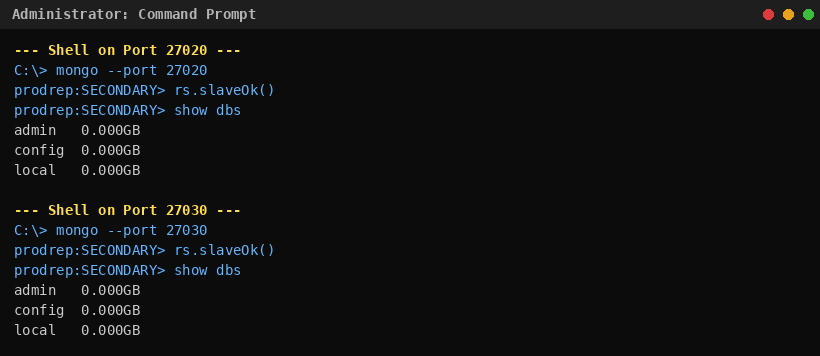 Administrator: Command Prompt
--- Shell on Port 27020 ---
C:\> mongo --port 27020
prodrep:SECONDARY> rs.slaveOk()
prodrep:SECONDARY> show dbs
admin   0.000GB
config  0.000GB
local   0.000GB
--- Shell on Port 27030 ---
C:\> mongo --port 27030
prodrep:SECONDARY> rs.slaveOk()
prodrep:SECONDARY> show dbs
admin   0.000GB
config  0.000GB
local   0.000GB